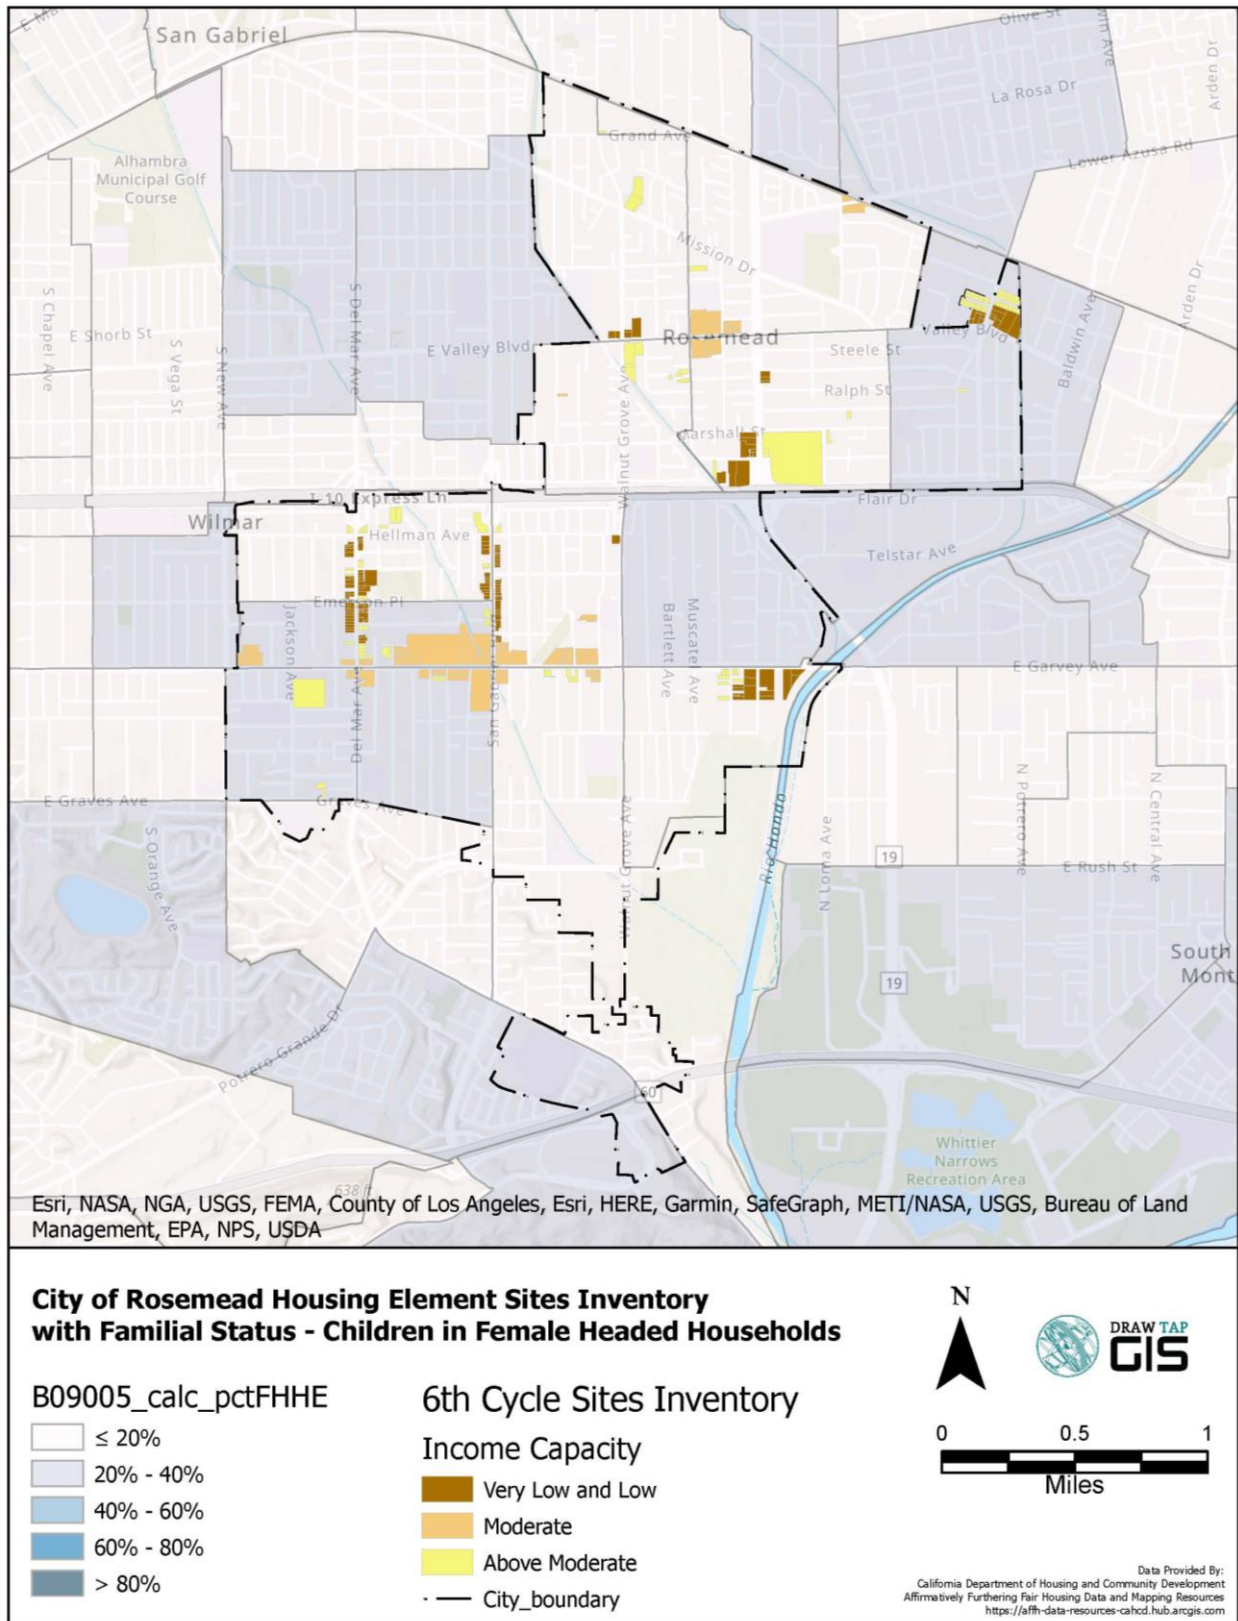 E Ma
San Gabriel
Olive St
win Ave
Arden Dr
La Rosa Dr
Grand Ave
Lower Azusa Rd
Alhambra
Municipal Golf
Course
Mission Dr
Arden Dr
S Chapel Ave
E Shorb St
S Vega St
S New Ave
S Del Mar Ave
E Valley Blvd
Rosemead
Valley Blvd
Steele St
Baldwin Ave
Ralph St
Walnut Grove Ave
Marshall St
I-10 Express Ln
Flair Dr
Wilmar
Hellman Ave
Telstar Ave
Emerson Pl
Jackson Ave
Del Mar Ave
San Gabriel
Bartlett Ave
Muscatel Ave
E Garvey Ave
E Graves Ave
Graves Ave
S Orange Ave
Walnut Grove Ave
Rio Hondo
N Loma Ave
19
N Potrero Ave
N Central Ave
E Rush St
South
Mont
19
Potrero Grande Dr
60
Whittier
Narrows
Recreation Area
638 ft
Esri, NASA, NGA, USGS, FEMA, County of Los Angeles, Esri, HERE, Garmin, SafeGraph, METI/NASA, USGS, Bureau of Land
Management, EPA, NPS, USDA
City of Rosemead Housing Element Sites Inventory
with Familial Status - Children in Female Headed Households
B09005_calc_pctFHHE
≤ 20%
20% - 40%
40% - 60%
60% - 80%
> 80%
6th Cycle Sites Inventory
Income Capacity
Very Low and Low
Moderate
Above Moderate
City_boundary
N
DRAW TAP
GIS
0 0.5 1
Miles
Data Provided By:
California Department of Housing and Community Development
Affirmatively Furthering Fair Housing Data and Mapping Resources
https://affh-data-resources-cahcd.hub.arcgis.com